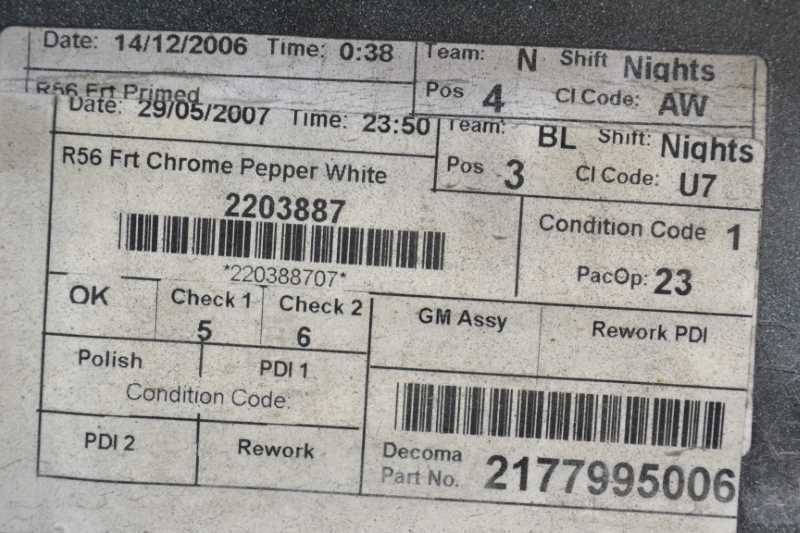 Date: 14/12/2006 Time: 0:38 Team: N Shift Nights
R56 Frt Primed Pos 4 Cl Code: AW
Date: 29/05/2007 Time: 23:50 Team: BL Shift: Nights
R56 Frt Chrome Pepper White Pos 3 Cl Code: U7
2203887 Condition Code 1
*220388707* PacOp: 23
OK Check 1 Check 2 GM Assy Rework PDI
5 6
Polish PDI 1
Condition Code:
PDI 2 Rework Decoma
Part No. 2177995006